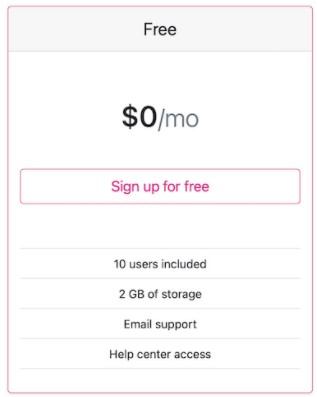 Free
$0/mo
Sign up for free
10 users included
2 GB of storage
Email support
Help center access